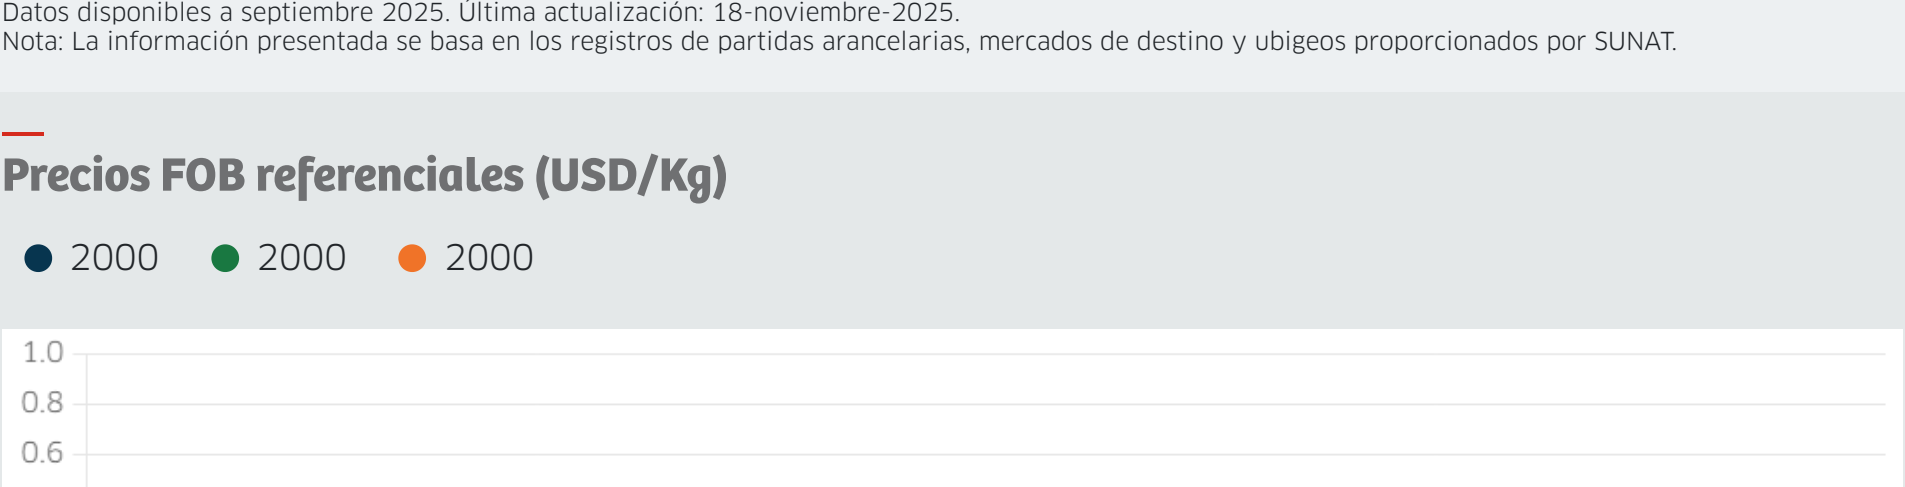 Datos disponibles a septiembre 2025. Última actualización: 18-noviembre-2025.
Nota: La información presentada se basa en los registros de partidas arancelarias, mercados de destino y ubigeos proporcionados por SUNAT.
Precios FOB referenciales (USD/Kg)
2000 2000 2000
1.0
0.8
0.6